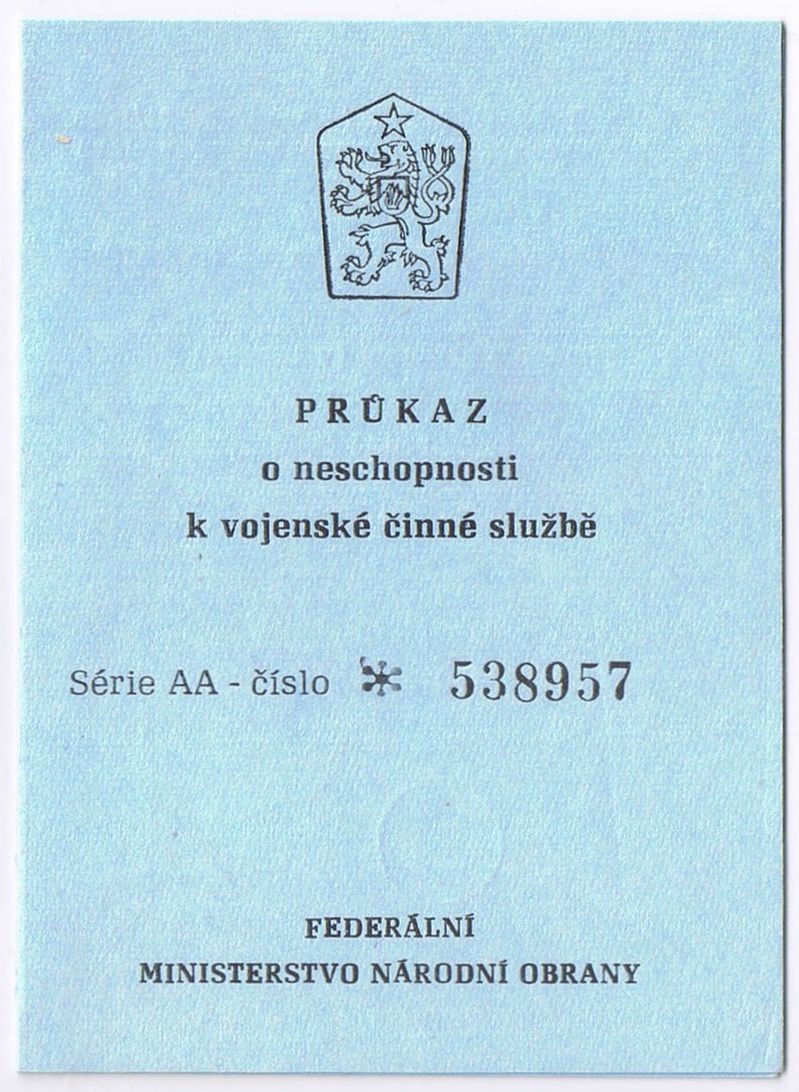 PRŮKAZ
o neschopnosti
k vojenské činné službě
Série AA - číslo * 538957
FEDERÁLNÍ
MINISTERSTVO NÁRODNÍ OBRANY